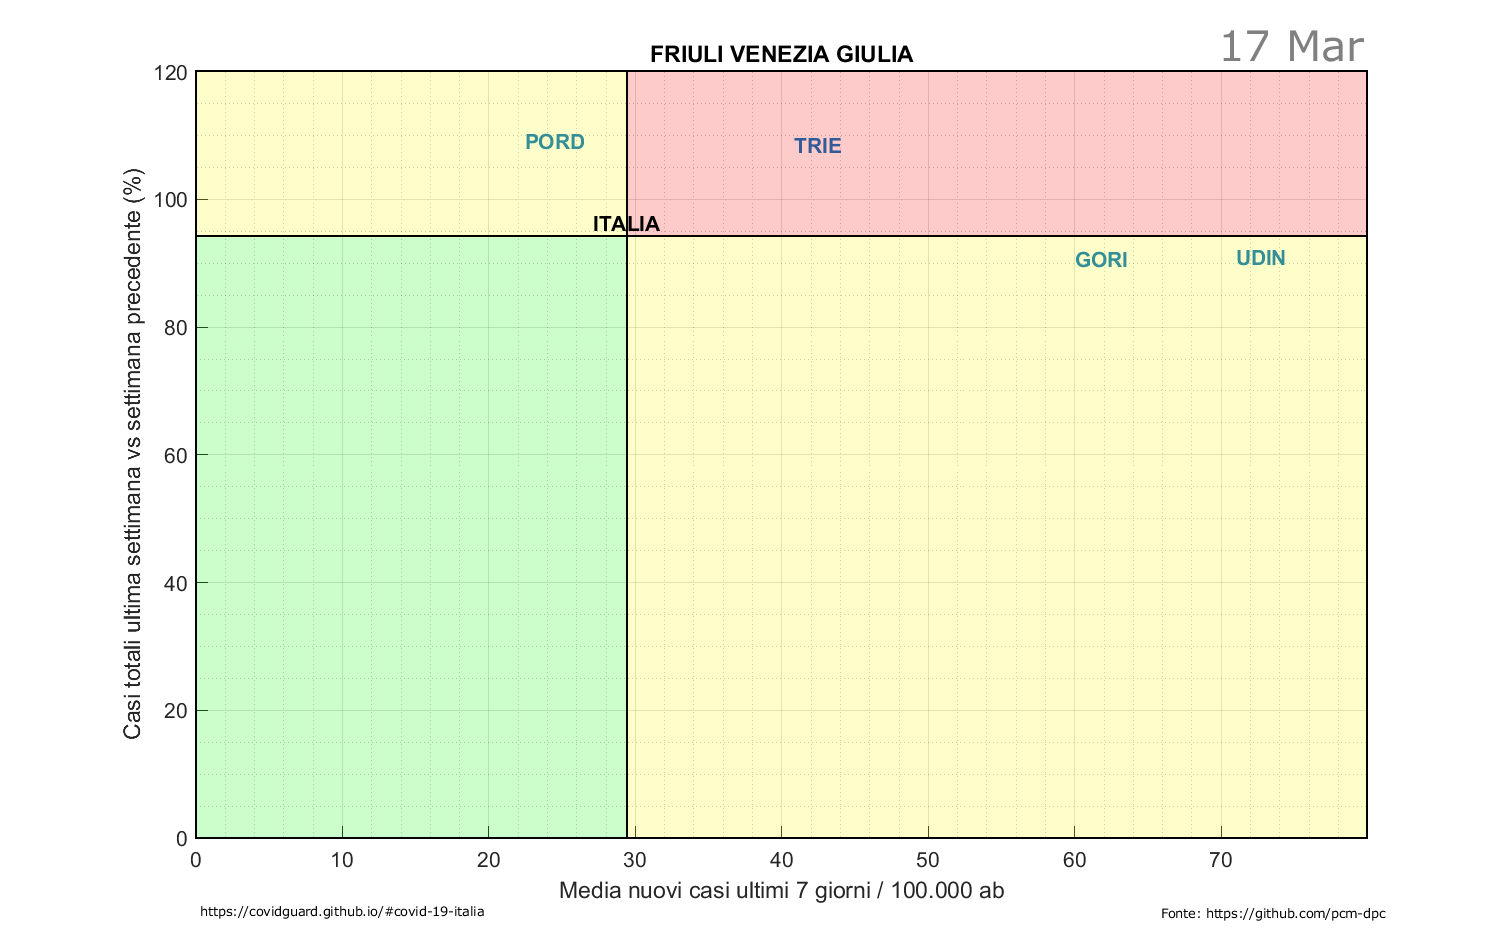 17 Mar
FRIULI VENEZIA GIULIA
120
100
80
60
40
20
0
Casi totali ultima settimana vs settimana precedente (%)
PORD
TRIE
ITALIA
GORI
UDIN
0 10 20 30 40 50 60 70
Media nuovi casi ultimi 7 giorni / 100.000 ab
https://covidguard.github.io/#covid-19-italia
Fonte: https://github.com/pcm-dpc